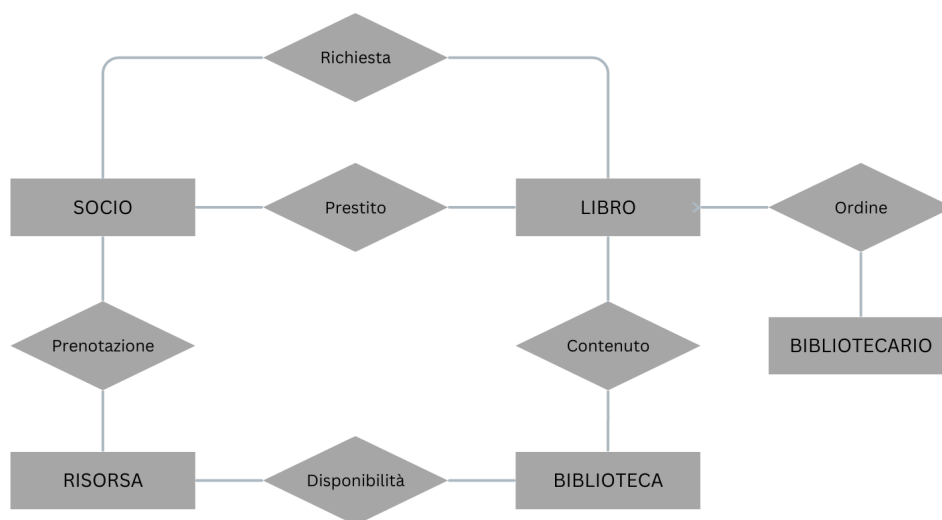 Richiesta
SOCIO
Prestito
LIBRO
Ordine
Prenotazione
Contenuto
BIBLIOTECARIO
RISORSA
Disponibilità
BIBLIOTECA